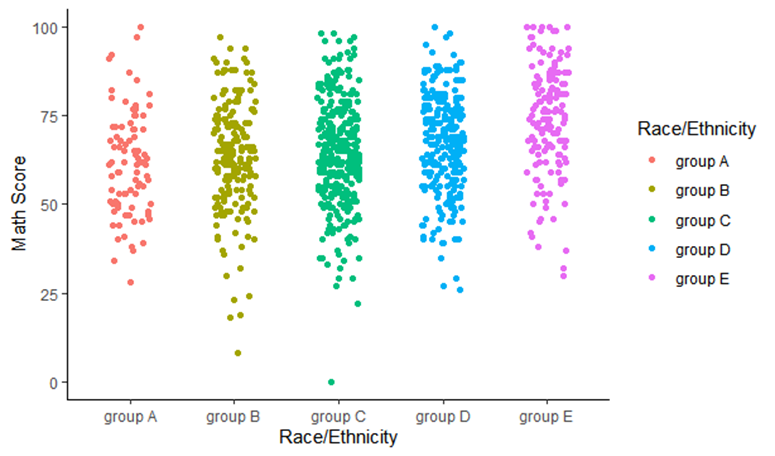 100
75
50
25
0
Math Score
group A group B group C group D group E
Race/Ethnicity
Race/Ethnicity
group A
group B
group C
group D
group E